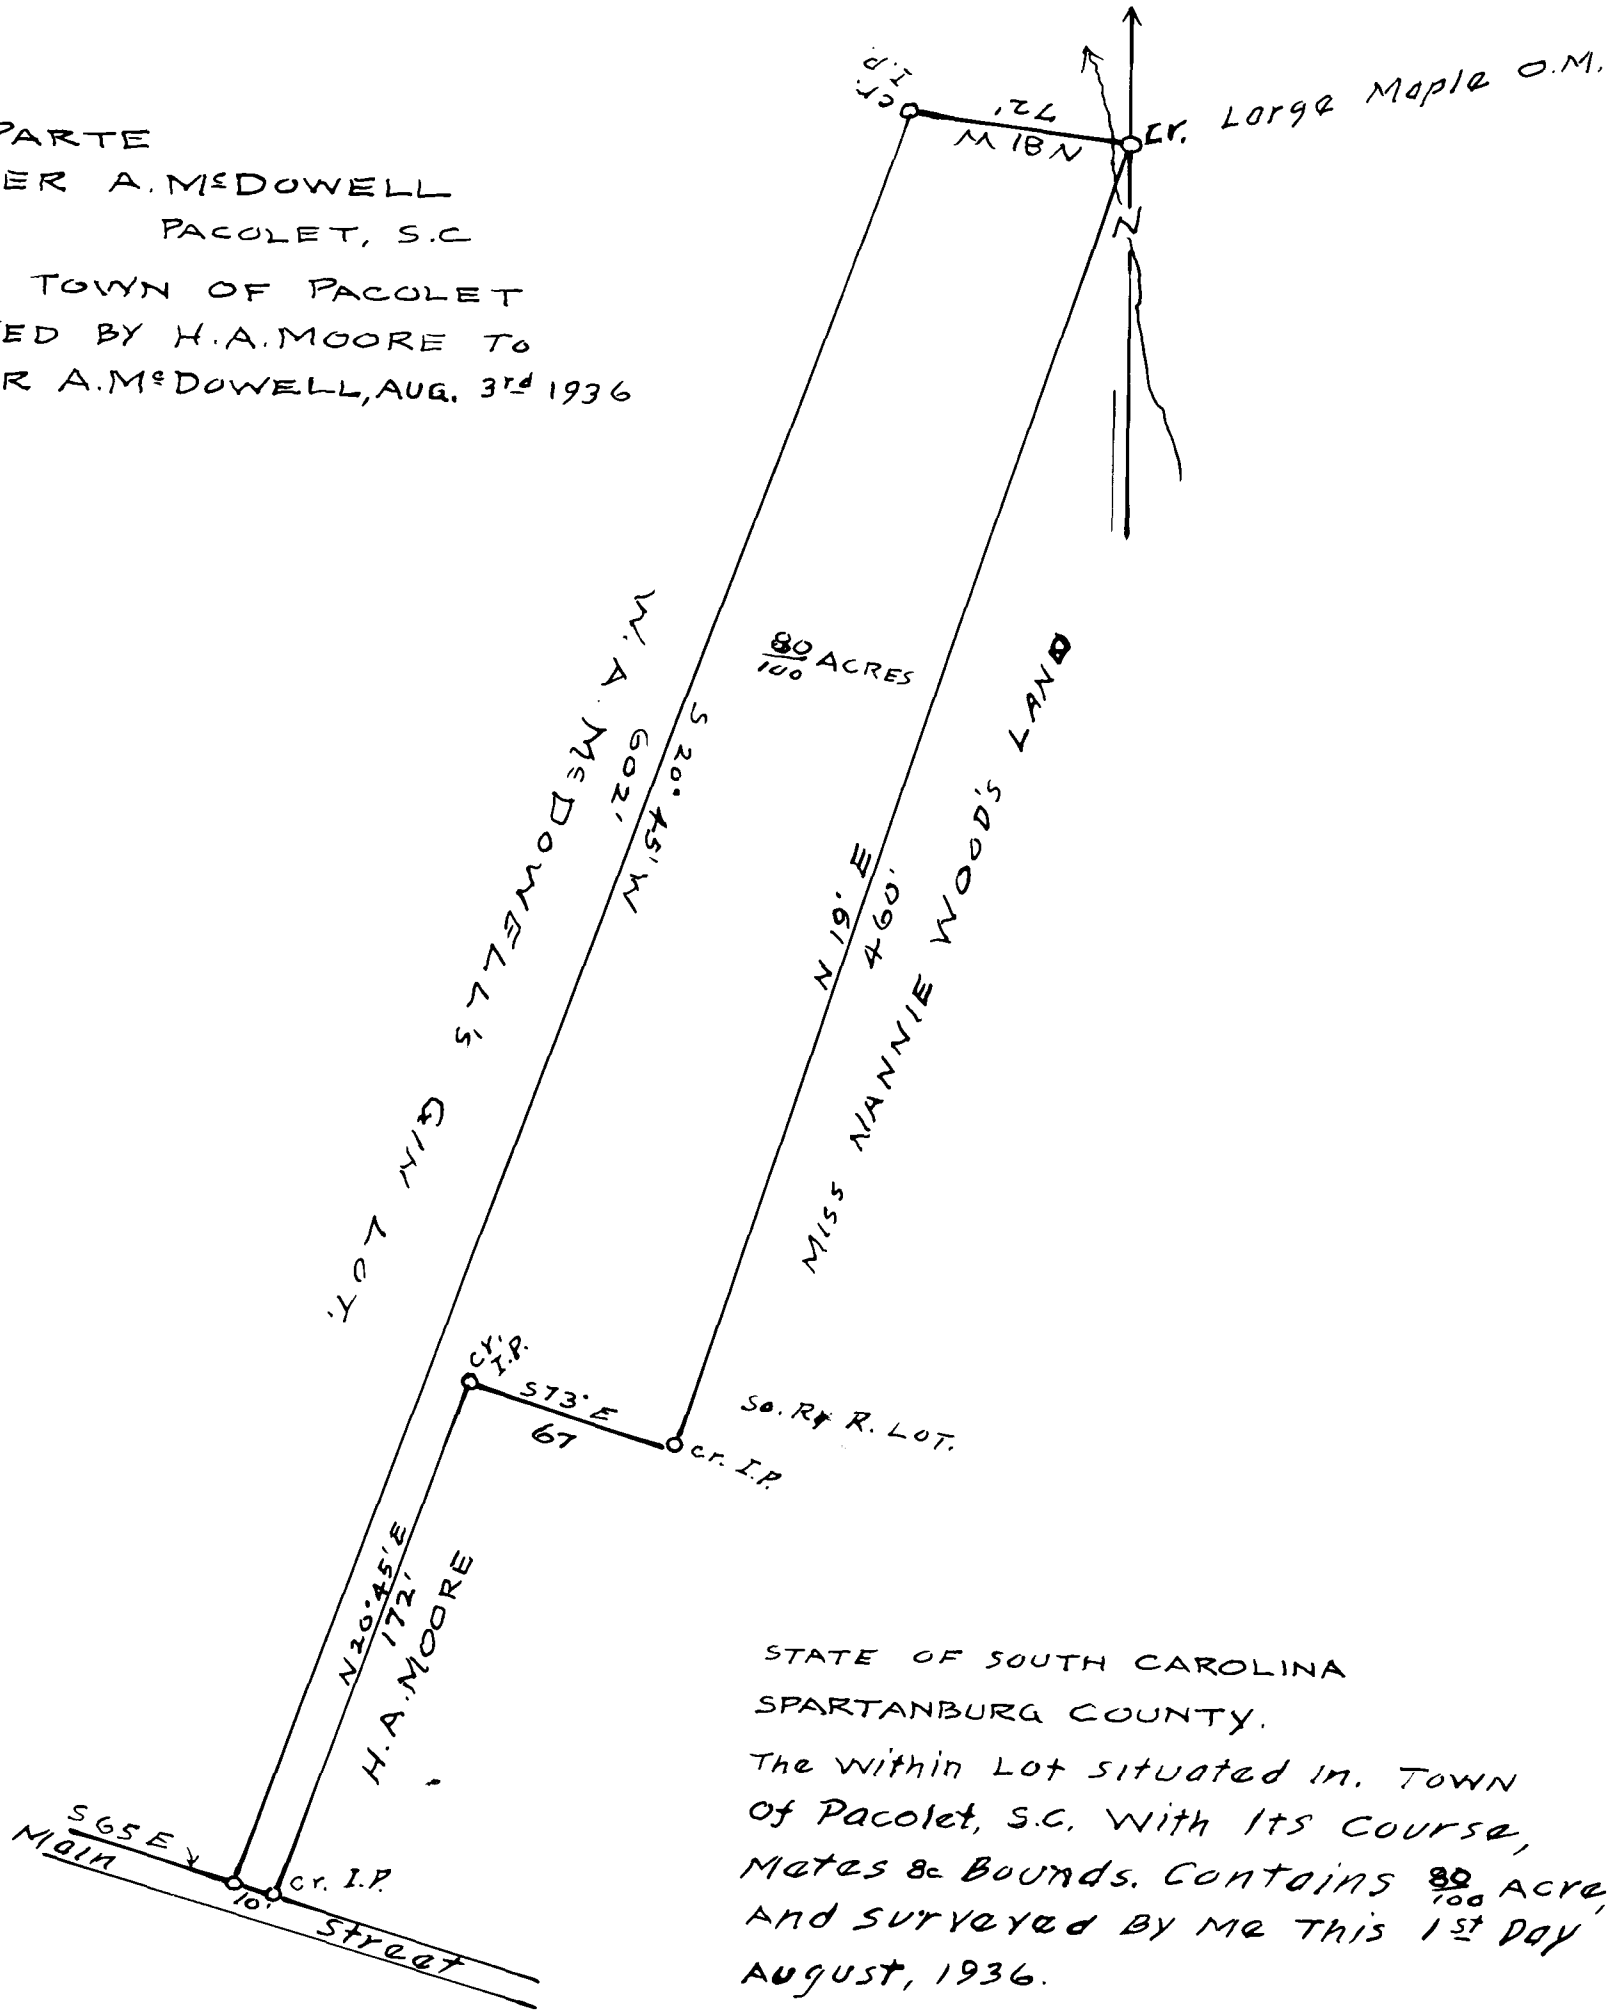 PARTE
ER A. McDOWELL
PACOLET, S.C
TOWN OF PACOLET
ED BY H.A. MOORE TO
R A. McDOWELL, AUG. 3rd 1936
cr. I.P.
72'
N 81 W
cr. Large Maple O.M.
N
W. A. McDOWELL'S GIN LOT.
S 20° 45' W
602'
80/100 ACRES
N 19° E
490'
MISS NANNIE WOOD'S LAND
cr. I.P.
S 73° E
67
cr. I.P.
So. Ry R. LOT.
N 20° 45' E
172'
H. A. MOORE
S 65 E
Main Street
10'
cr. I.P.
STATE OF SOUTH CAROLINA
SPARTANBURG COUNTY.
The Within Lot Situated In. TOWN
Of Pacolet, S.C. With Its Course,
Metes & Bounds. Contains 80/100 Acre,
And Surveyed By Me This 1st Day
August, 1936.